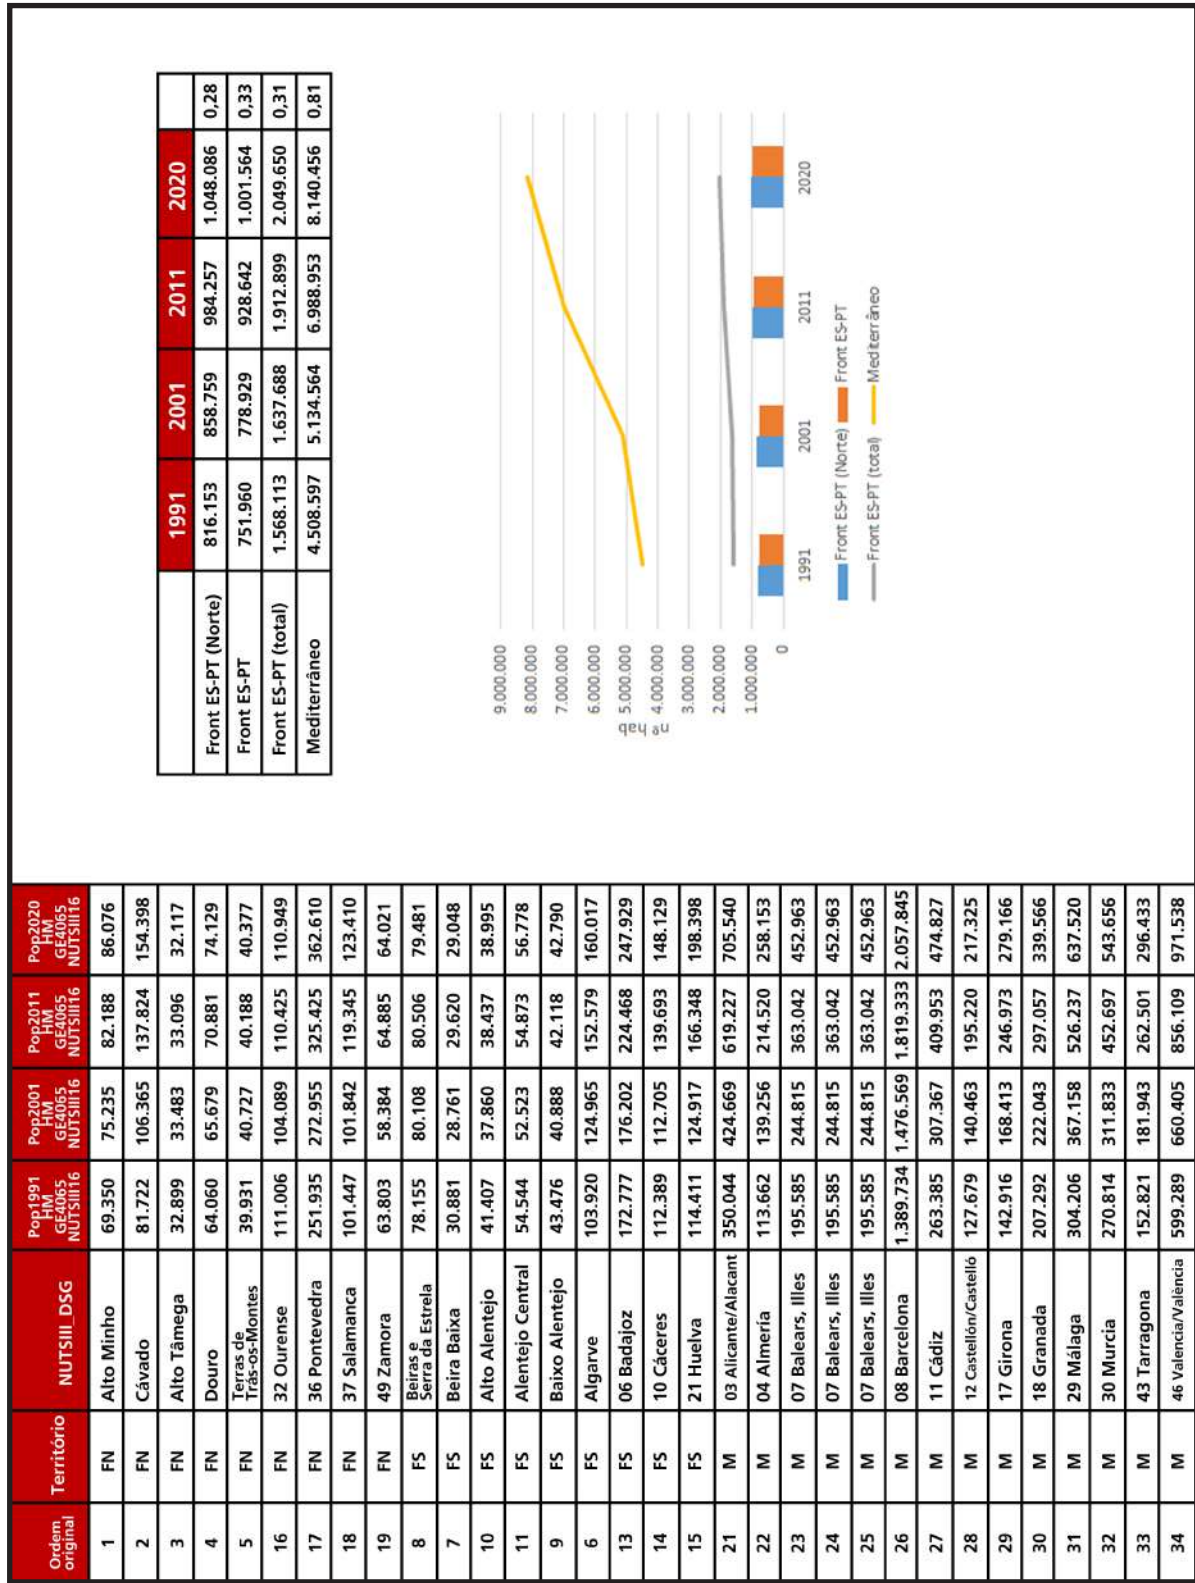 Ordem original Território NUTSIII_DSG Pop1991 HM GE4065 NUTSIII16 Pop2001 HM GE4065 NUTSIII16 Pop2011 HM GE4065 NUTSIII16 Pop2020 HM GE4065 NUTSIII16
1 FN Alto Minho 69.350 75.235 82.188 86.076
2 FN Cávado 81.722 106.365 137.824 154.398
3 FN Alto Tâmega 32.899 33.483 33.096 32.117
4 FN Douro 64.060 65.679 70.881 74.129
5 FN Terras de Trás-os-Montes 39.931 40.727 40.188 40.377
16 FN 32 Ourense 111.006 104.089 110.425 110.949
17 FN 36 Pontevedra 251.935 272.955 325.425 362.610
18 FN 37 Salamanca 101.447 101.842 119.345 123.410
19 FN 49 Zamora 63.803 58.384 64.885 64.021
8 FS Beiras e Serra da Estrela 78.155 80.108 80.506 79.481
7 FS Beira Baixa 30.881 28.761 29.620 29.048
10 FS Alto Alentejo 41.407 37.860 38.437 38.995
11 FS Alentejo Central 54.544 52.523 54.873 56.778
9 FS Baixo Alentejo 43.476 40.888 42.118 42.790
6 FS Algarve 103.920 124.965 152.579 160.017
13 FS 06 Badajoz 172.777 176.202 224.468 247.929
14 FS 10 Cáceres 112.389 112.705 139.693 148.129
15 FS 21 Huelva 114.411 124.917 166.348 198.398
21 M 03 Alicante/Alacant 350.044 424.669 619.227 705.540
22 M 04 Almería 113.662 139.256 214.520 258.153
23 M 07 Balears, Illes 195.585 244.815 363.042 452.963
24 M 07 Balears, Illes 195.585 244.815 363.042 452.963
25 M 07 Balears, Illes 195.585 244.815 363.042 452.963
26 M 08 Barcelona 1.389.734 1.476.569 1.819.333 2.057.845
27 M 11 Cádiz 263.385 307.367 409.953 474.827
28 M 12 Castellón/Castelló 127.679 140.463 195.220 217.325
29 M 17 Girona 142.916 168.413 246.973 279.166
30 M 18 Granada 207.292 222.043 297.057 339.566
31 M 29 Málaga 304.206 367.158 526.237 637.520
32 M 30 Murcia 270.814 311.833 452.697 543.656
33 M 43 Tarragona 152.821 181.943 262.501 296.433
34 M 46 Valencia/València 599.289 660.405 856.109 971.538
1991 2001 2011 2020
Front ES-PT (Norte) 816.153 858.759 984.257 1.048.086 0,28
Front ES-PT 751.960 778.929 928.642 1.001.564 0,33
Front ES-PT (total) 1.568.113 1.637.688 1.912.899 2.049.650 0,31
Mediterrâneo 4.508.597 5.134.564 6.988.953 8.140.456 0,81
nº hab
9.000.000
8.000.000
7.000.000
6.000.000
5.000.000
4.000.000
3.000.000
2.000.000
1.000.000
0
1991 2001 2011 2020
Front ES-PT (Norte) Front ES-PT
Front ES-PT (total) Mediterrâneo